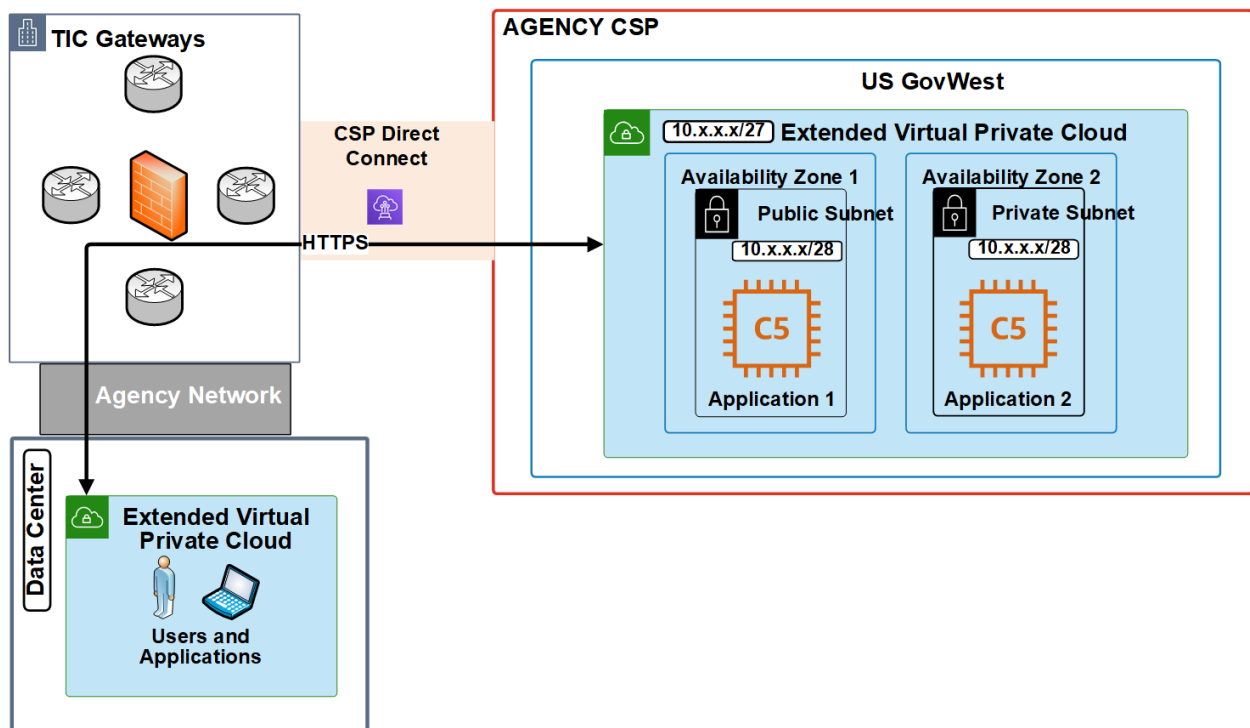 TIC Gateways
CSP Direct
Connect
HTTPS
Agency Network
Data Center
Extended Virtual
Private Cloud
Users and
Applications
AGENCY CSP
US GovWest
10.x.x.x/27
Extended Virtual Private Cloud
Availability Zone 1
Public Subnet
10.x.x.x/28
C5
Application 1
Availability Zone 2
Private Subnet
10.x.x.x/28
C5
Application 2